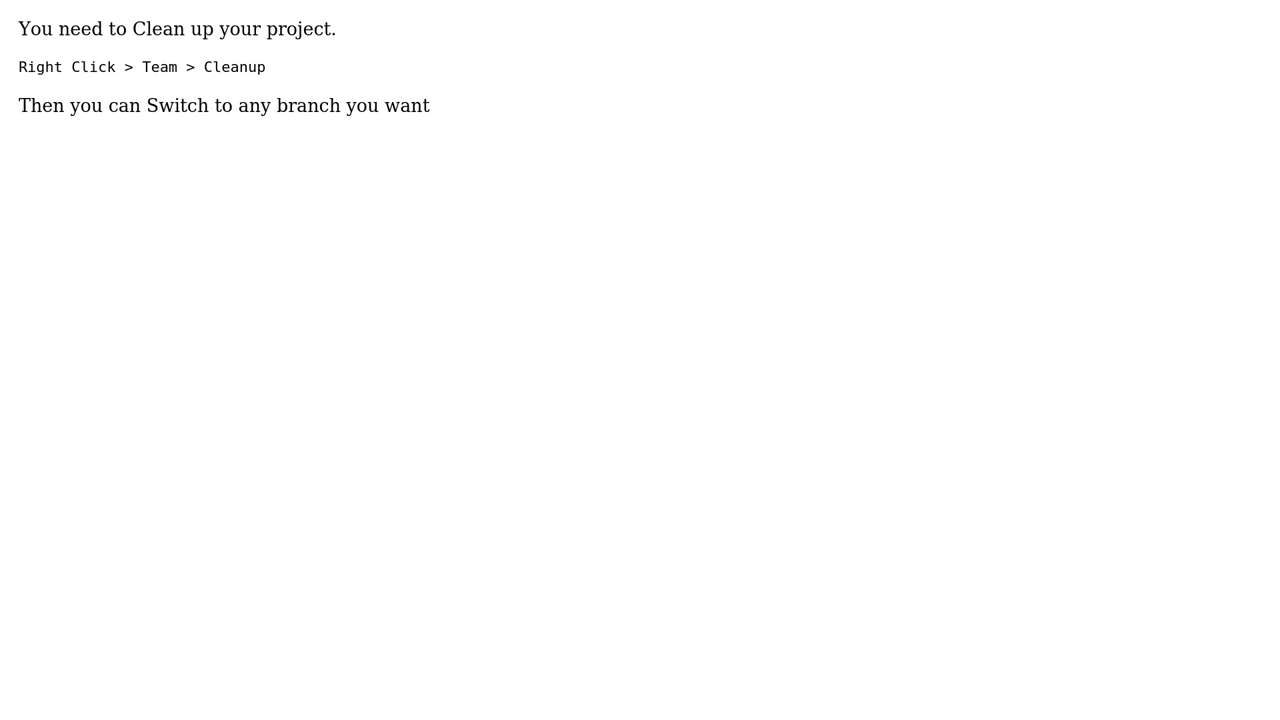 You need to Clean up your project.
Right Click > Team > Cleanup
Then you can Switch to any branch you want